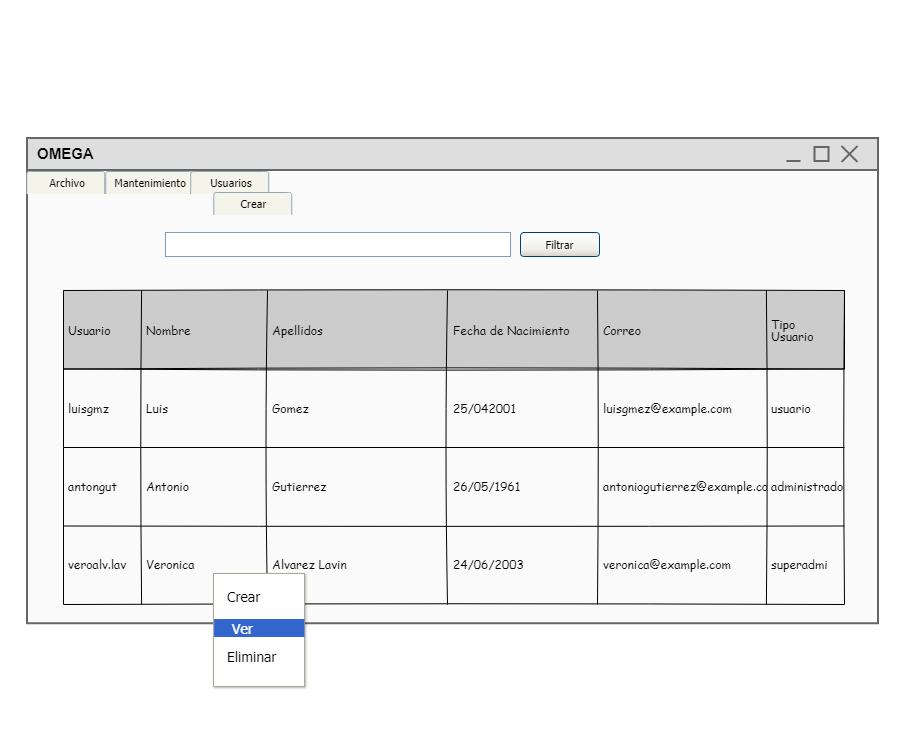 OMEGA
Archivo Mantenimiento Usuarios
Crear
Filtrar
Usuario Nombre Apellidos Fecha de Nacimiento Correo Tipo Usuario
luisgmz Luis Gomez 25/042001 luisgmez@example.com usuario
antongut Antonio Gutierrez 26/05/1961 antoniogutierrez@example.co administrado
veroalv.lav Veronica Alvarez Lavin 24/06/2003 veronica@example.com superadmi
Crear
Ver
Eliminar